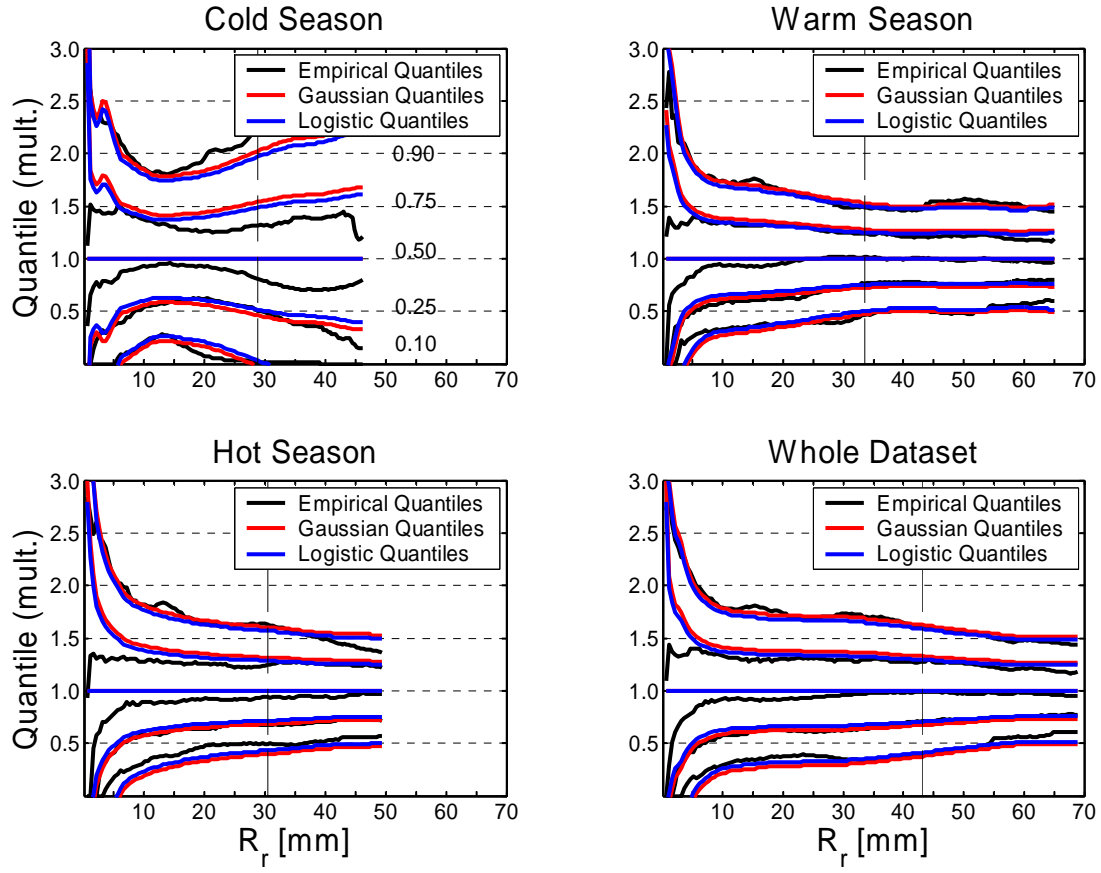 Cold Season
Warm Season
Quantile (mult.)
3.0
2.5
2.0
1.5
1.0
0.5
Empirical Quantiles
Gaussian Quantiles
Logistic Quantiles
0.90
0.75
0.50
0.25
0.10
10 20 30 40 50 60 70
3.0
2.5
2.0
1.5
1.0
0.5
Empirical Quantiles
Gaussian Quantiles
Logistic Quantiles
10 20 30 40 50 60 70
Hot Season
Whole Dataset
Quantile (mult.)
3.0
2.5
2.0
1.5
1.0
0.5
Empirical Quantiles
Gaussian Quantiles
Logistic Quantiles
10 20 30 40 50 60 70
R_r [mm]
3.0
2.5
2.0
1.5
1.0
0.5
Empirical Quantiles
Gaussian Quantiles
Logistic Quantiles
10 20 30 40 50 60 70
R_r [mm]